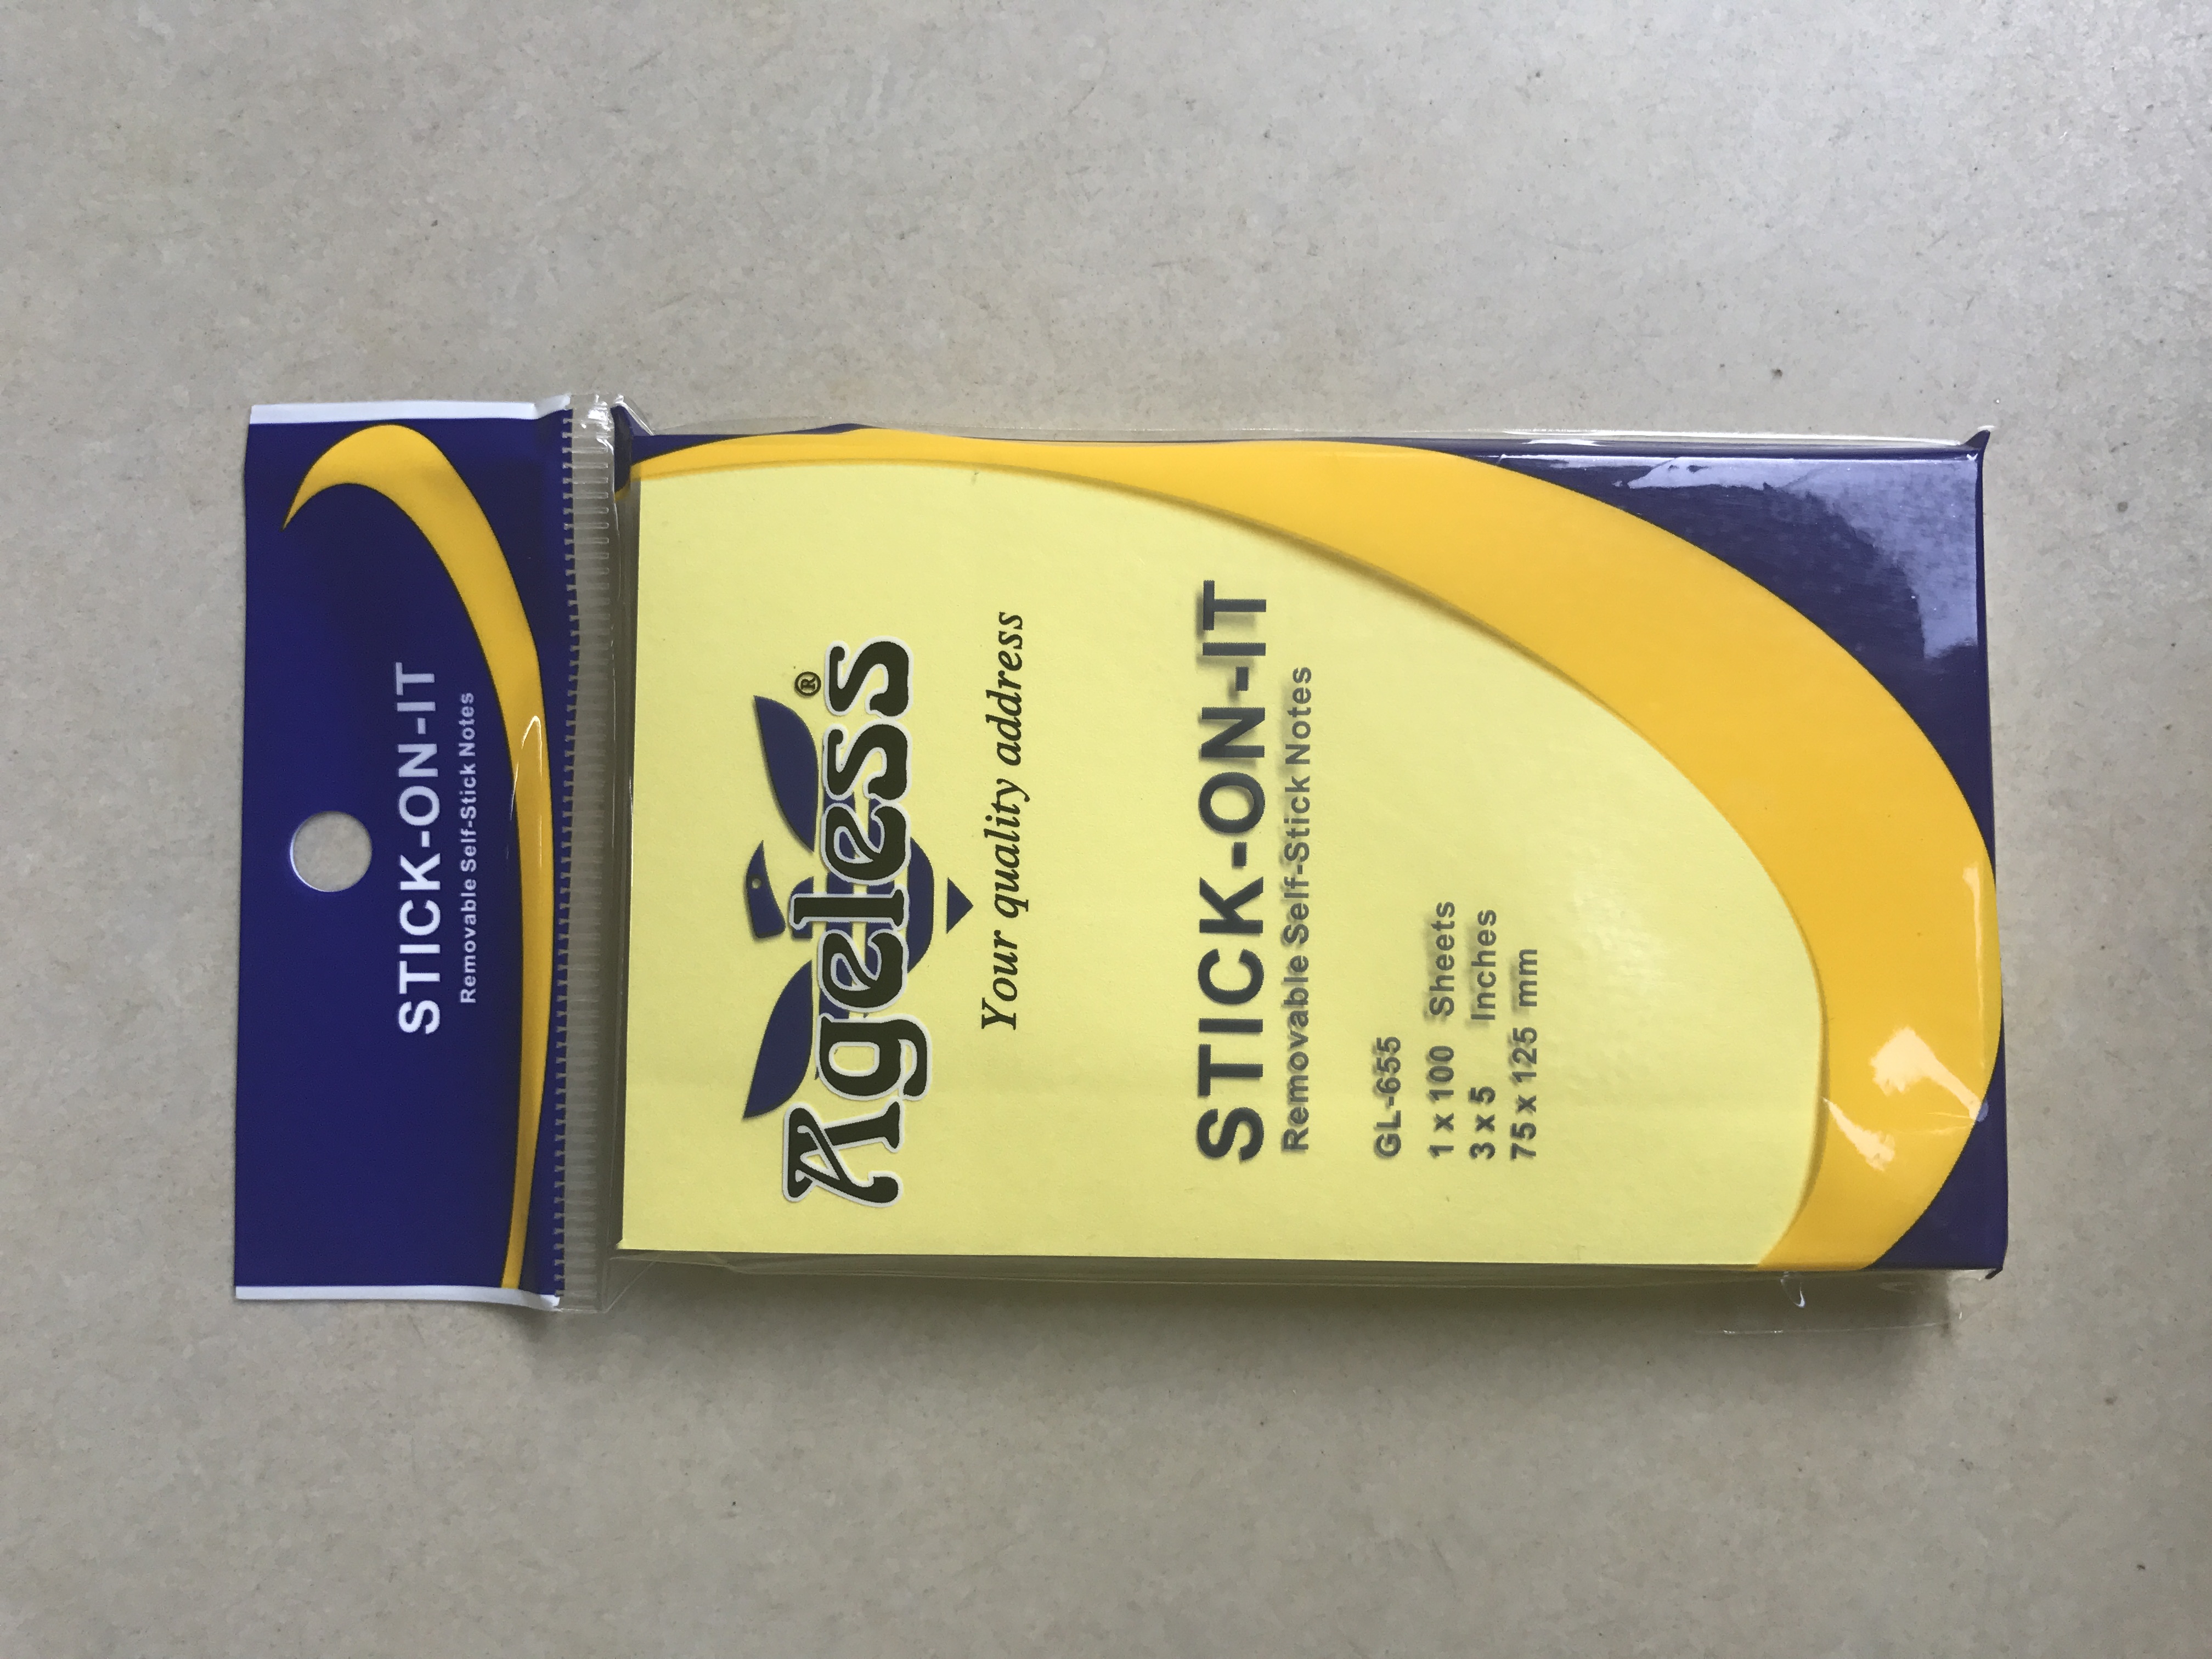 STICK-ON-IT
Removable Self-Stick Notes
Ageless®
Your quality address
STICK-ON-IT
Removable Self-Stick Notes
GL-655
1 x 100 Sheets
3 x 5 Inches
75 x 125 mm